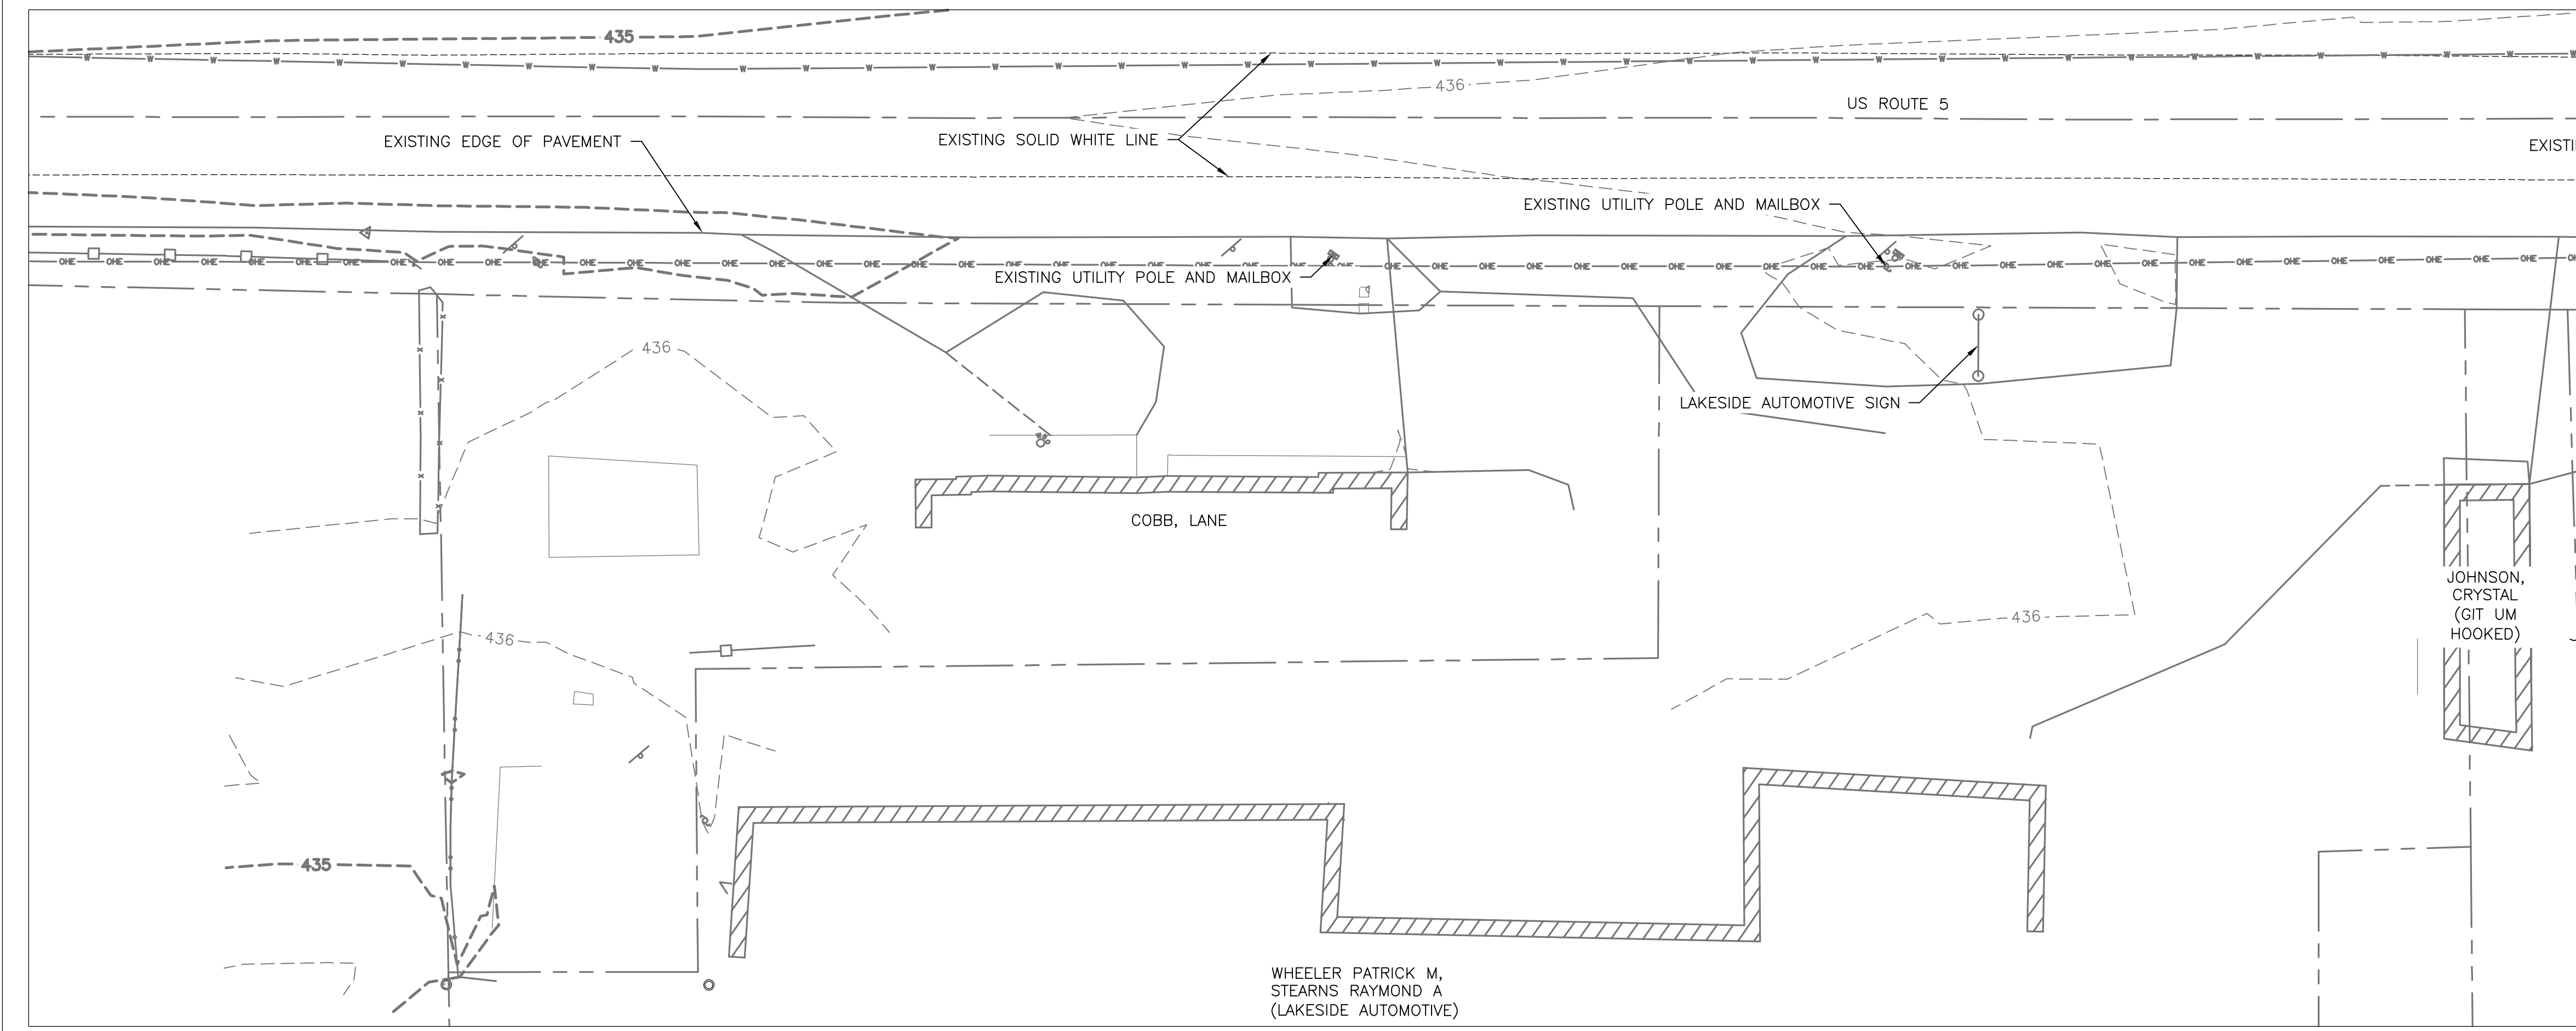 435
436
US ROUTE 5
EXISTING EDGE OF PAVEMENT
EXISTING SOLID WHITE LINE
EXISTING UTILITY POLE AND MAILBOX
EXISTING UTILITY POLE AND MAILBOX
436
LAKESIDE AUTOMOTIVE SIGN
COBB, LANE
JOHNSON,
CRYSTAL
(GIT UM
HOOKED)
436
436
435
WHEELER PATRICK M,
STEARNS RAYMOND A
(LAKESIDE AUTOMOTIVE)